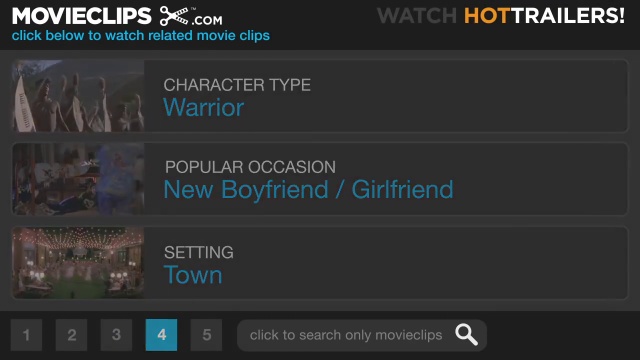 MOVIECLIPS .COM™
WATCH HOTTRAILERS!
click below to watch related movie clips
CHARACTER TYPE
Warrior
POPULAR OCCASION
New Boyfriend / Girlfriend
SETTING
Town
1 2 3 4 5 click to search only movieclips